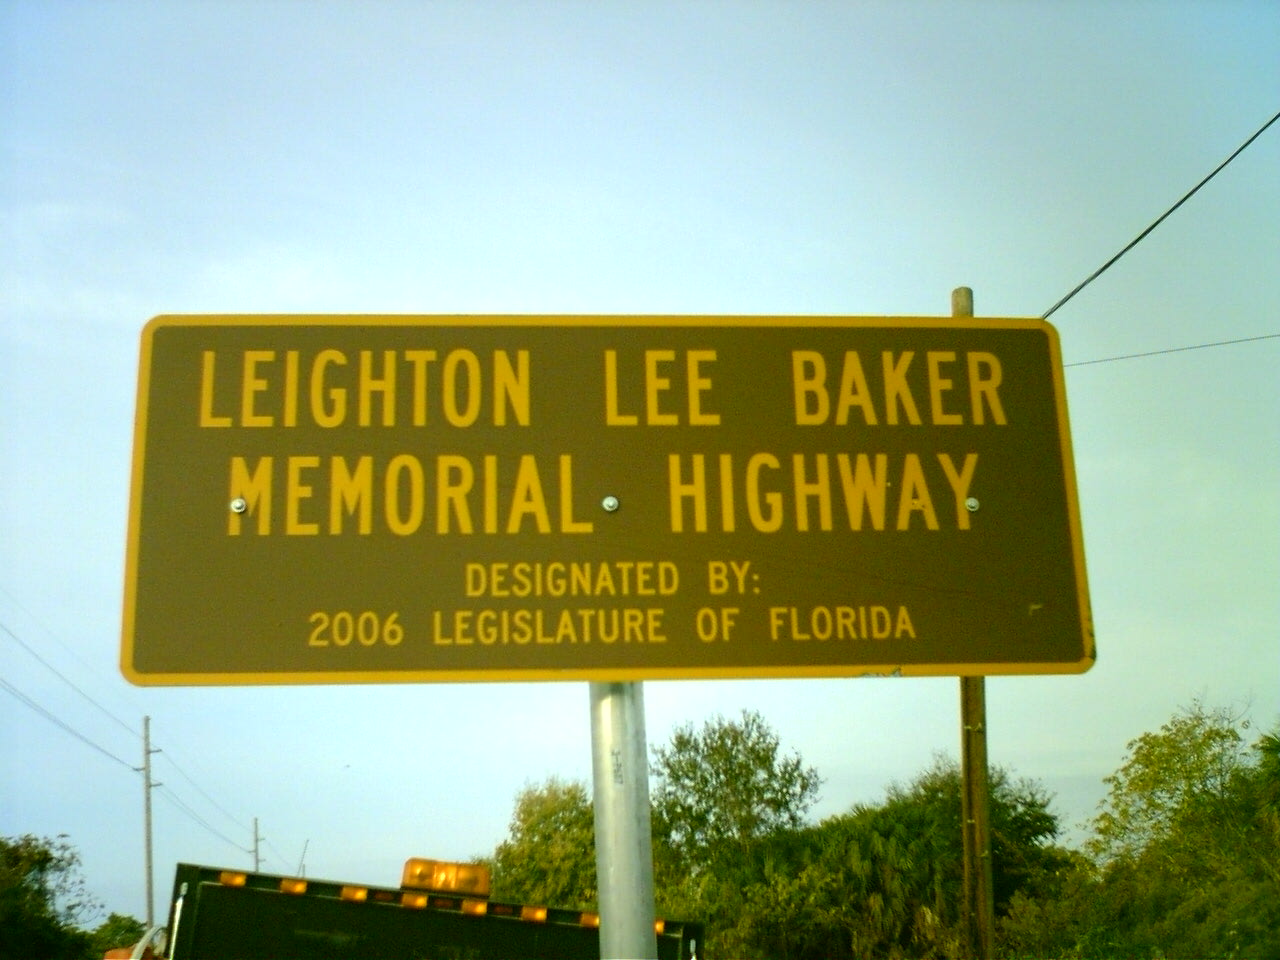 LEIGHTON LEE BAKER
MEMORIAL HIGHWAY
DESIGNATED BY:
2006 LEGISLATURE OF FLORIDA